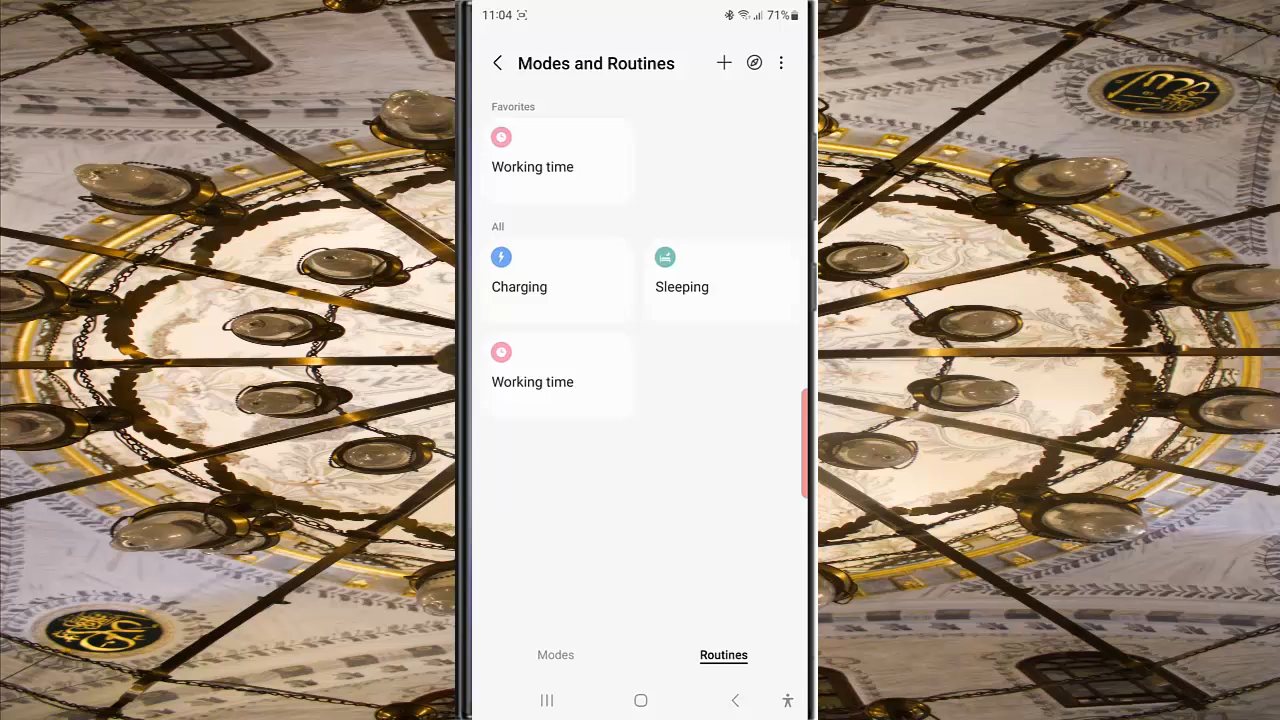 11:04
71%
Modes and Routines
Favorites
Working time
All
Charging
Sleeping
Working time
Modes
Routines